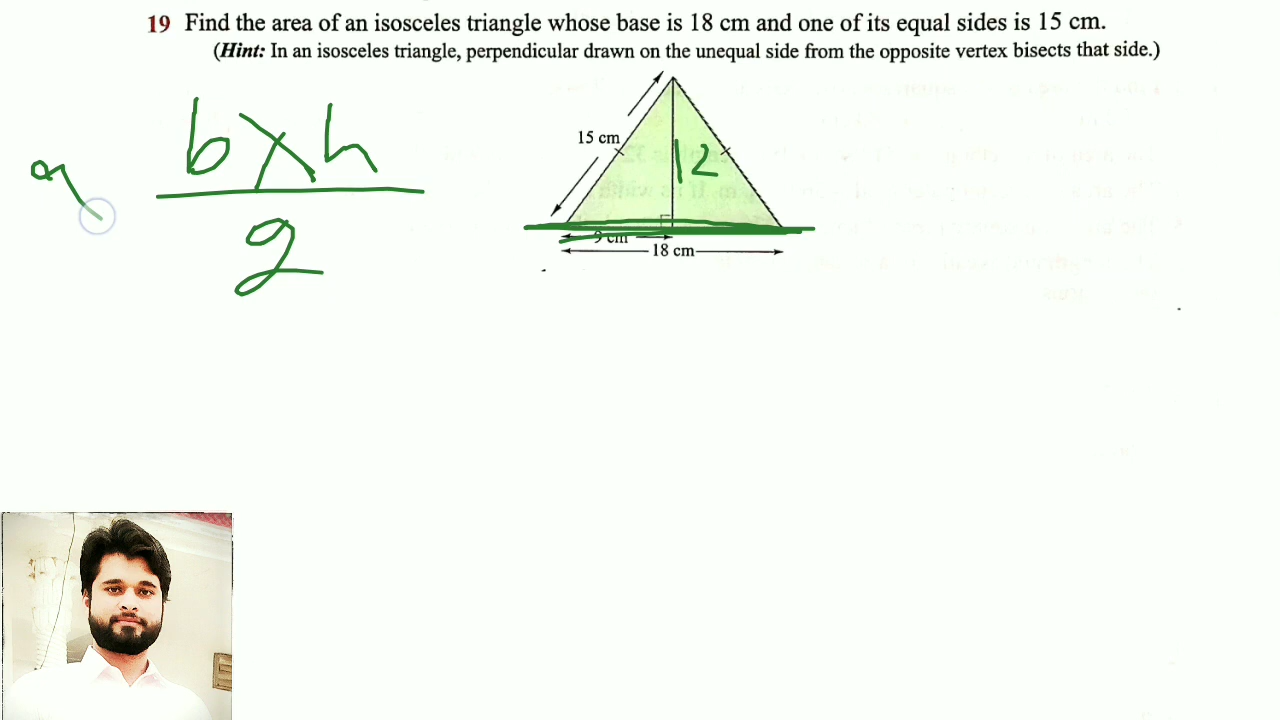 19 Find the area of an isosceles triangle whose base is 18 cm and one of its equal sides is 15 cm.
(Hint: In an isosceles triangle, perpendicular drawn on the unequal side from the opposite vertex bisects that side.)
15 cm
12
9 cm
18 cm
b×h
2